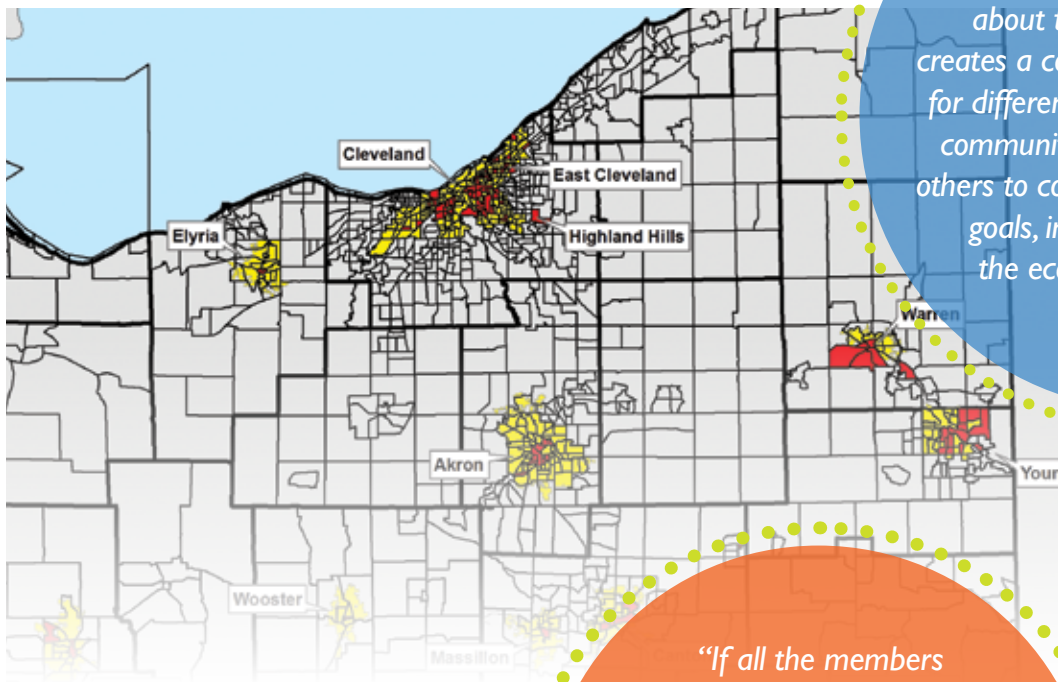 about t
creates a co
for differen
communi
others to co
goals, in
the eco
Cleveland
East Cleveland
Elyria
Highland Hills
Warren
Akron
Your
Wooster
Massillon
“If all the members